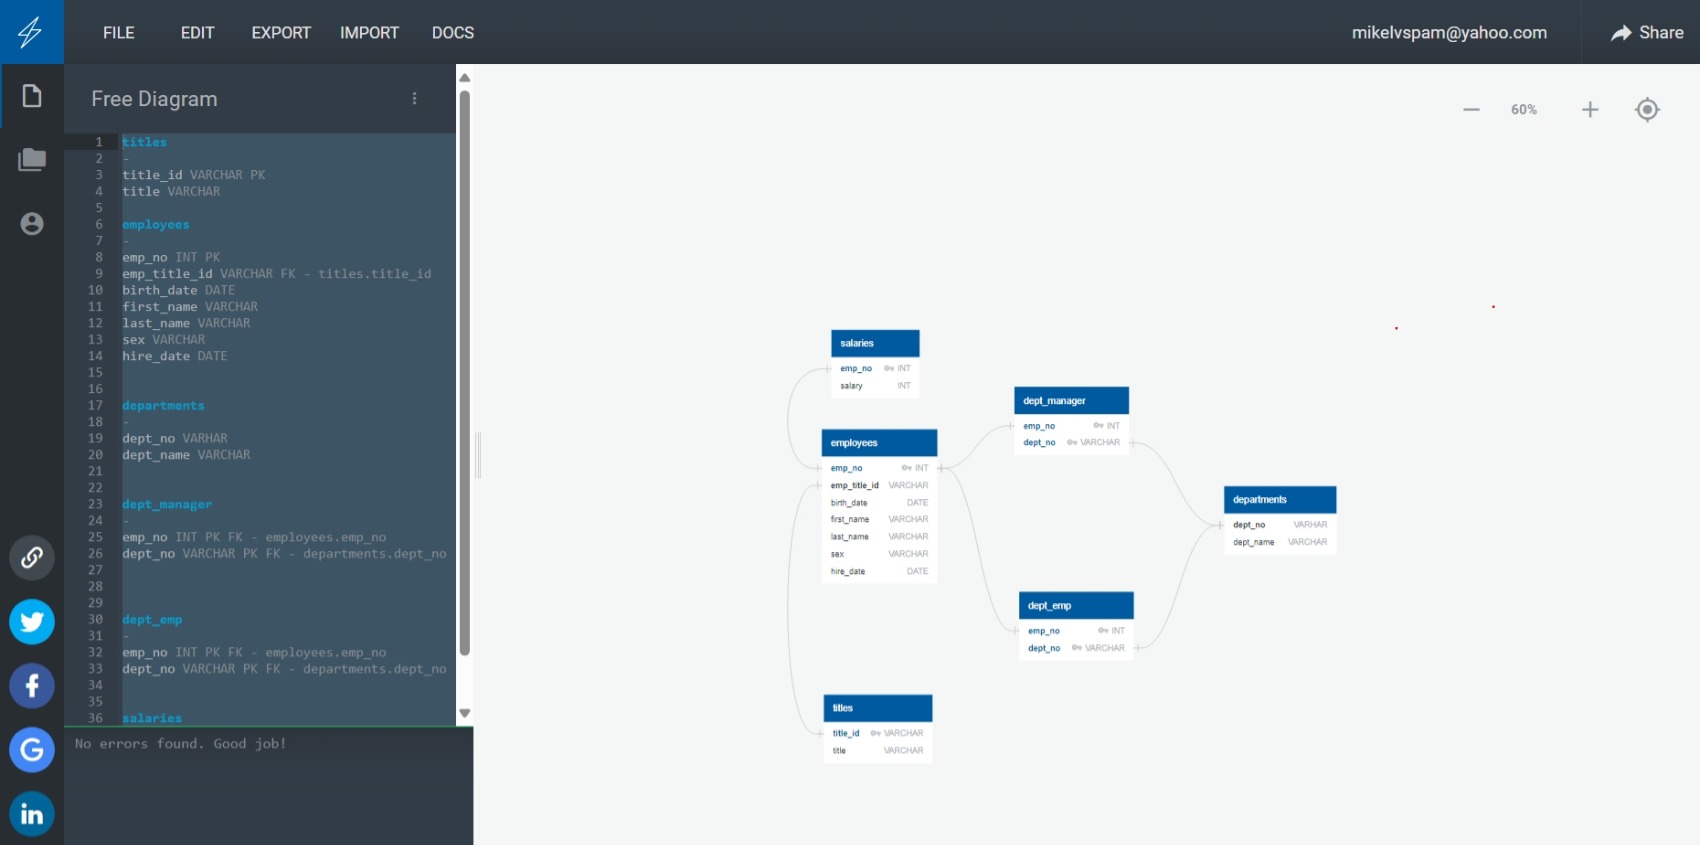 FILE EDIT EXPORT IMPORT DOCS mikelvspam@yahoo.com Share
Free Diagram
1 titles
2 -
3 title_id VARCHAR PK
4 title VARCHAR
5
6 employees
7 -
8 emp_no INT PK
9 emp_title_id VARCHAR FK - titles.title_id
10 birth_date DATE
11 first_name VARCHAR
12 last_name VARCHAR
13 sex VARCHAR
14 hire_date DATE
15
16
17 departments
18 -
19 dept_no VARHAR
20 dept_name VARCHAR
21
22
23 dept_manager
24 -
25 emp_no INT PK FK - employees.emp_no
26 dept_no VARCHAR PK FK - departments.dept_no
27
28
29
30 dept_emp
31 -
32 emp_no INT PK FK - employees.emp_no
33 dept_no VARCHAR PK FK - departments.dept_no
34
35
36 salaries
No errors found. Good job!
60%
salaries
emp_no INT
salary INT
employees
emp_no INT
emp_title_id VARCHAR
birth_date DATE
first_name VARCHAR
last_name VARCHAR
sex VARCHAR
hire_date DATE
dept_manager
emp_no INT
dept_no VARCHAR
departments
dept_no VARHAR
dept_name VARCHAR
dept_emp
emp_no INT
dept_no VARCHAR
titles
title_id VARCHAR
title VARCHAR